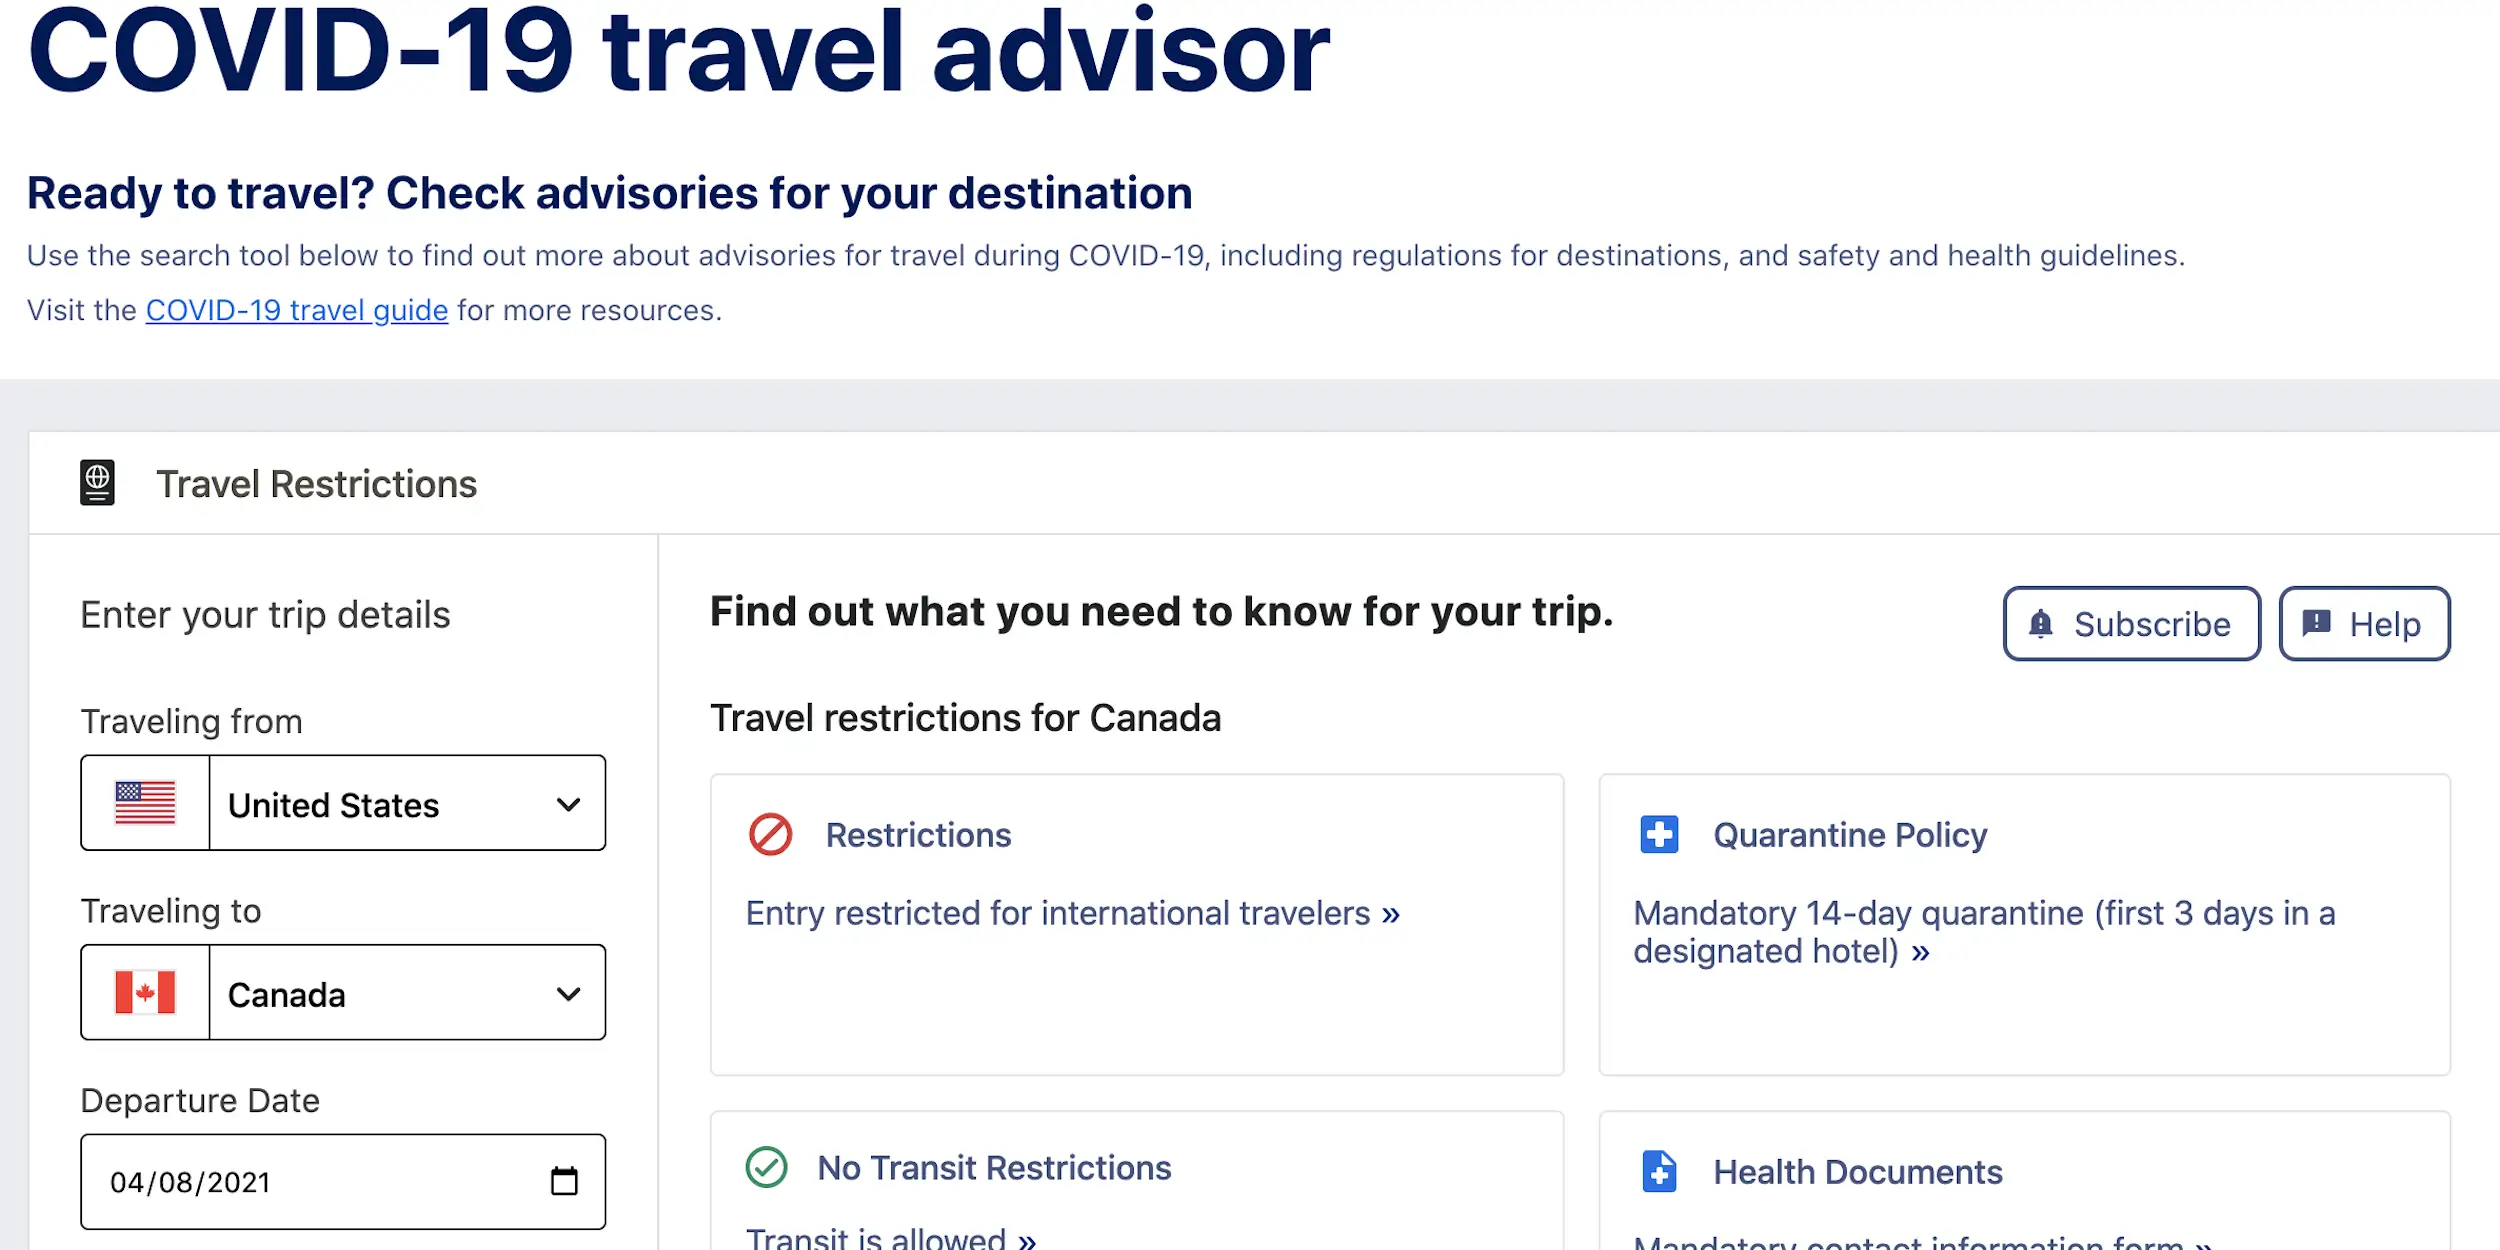 COVID-19 travel advisor
Ready to travel? Check advisories for your destination
Use the search tool below to find out more about advisories for travel during COVID-19, including regulations for destinations, and safety and health guidelines.
Visit the COVID-19 travel guide for more resources.
Travel Restrictions
Enter your trip details
Traveling from
United States
Traveling to
Canada
Departure Date
04/08/2021
Find out what you need to know for your trip.
Subscribe
Help
Travel restrictions for Canada
Restrictions
Entry restricted for international travelers »
Quarantine Policy
Mandatory 14-day quarantine (first 3 days in a
designated hotel) »
No Transit Restrictions
Transit is allowed »
Health Documents
Mandatory contact information form »